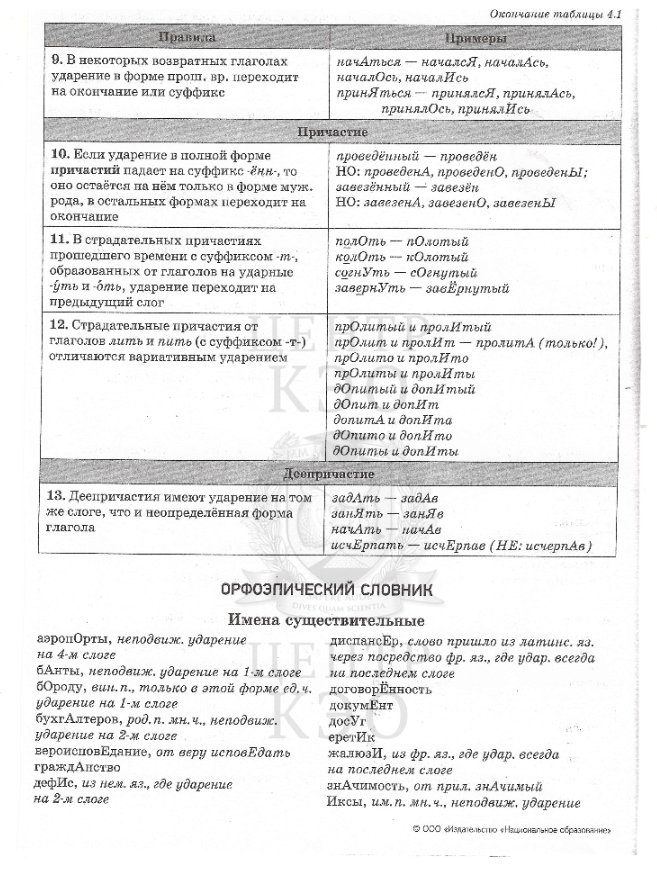 Окончание таблицы 4.1
Правила
Примеры
9. В некоторых возвратных глаголах
ударение в форме прош. вр. переходит
на окончание или суффикс
начАться — началсЯ, началАсь,
началОсь, началИсь
принЯться — принялсЯ, принялАсь,
принялОсь, принялИсь
Причастие
10. Если ударение в полной форме
причастий падает на суффикс -ённ-, то
оно остаётся на нём только в форме муж.
рода, в остальных формах переходит на
окончание
проведённый — проведён
НО: проведенА, проведенО, проведенЫ;
завезённый — завезён
НО: завезенА, завезенО, завезенЫ
11. В страдательных причастиях
прошедшего времени с суффиксом -т-,
образованных от глаголов на ударные
-у́ть и -о́ть, ударение переходит на
предыдущий слог
полОть — пОлотый
колОть — кОлотый
согнУть — сОгнутый
завернУть — завЁрнутый
12. Страдательные причастия от
глаголов лить и пить (с суффиксом -т-)
отличаются вариативным ударением
прОлитый и пролИтый
прОлит и пролИт — пролитА (только!),
прОлито и пролИто
прОлиты и пролИты
дОпитый и допИтый
дОпит и допИт
допитА и допИта
дОпито и допИто
дОпиты и допИты
Деепричастие
13. Деепричастия имеют ударение на том
же слоге, что и неопределённая форма
глагола
задАть — задАв
занЯть — занЯв
начАть — начАв
исчЕрпать — исчЕрпав (НЕ: исчерпАв)
ЦЕНТР
КЭО
DIVES QUAM SCIENTIA
ОРФОЭПИЧЕСКИЙ СЛОВНИК
Имена существительные
аэропОрты, неподвиж. ударение
на 4-м слоге
бАнты, неподвиж. ударение на 1-м слоге
бОроду, вин.п., только в этой форме ед.ч.
ударение на 1-м слоге
бухгАлтеров, род.п. мн.ч., неподвиж.
ударение на 2-м слоге
вероисповЕдание, от веру исповЕдать
граждАнство
дефИс, из нем. яз., где ударение
на 2-м слоге
диспансЕр, слово пришло из латинс. яз.
через посредство фр. яз., где удар. всегда
на последнем слоге
договорЁнность
докумЕнт
досУг
еретИк
жалюзИ, из фр. яз., где удар. всегда
на последнем слоге
знАчимость, от прил. знАчимый
Иксы, им.п. мн.ч., неподвиж. ударение
ЦЕНТР
КЭО
© ООО «Издательство «Национальное образование»